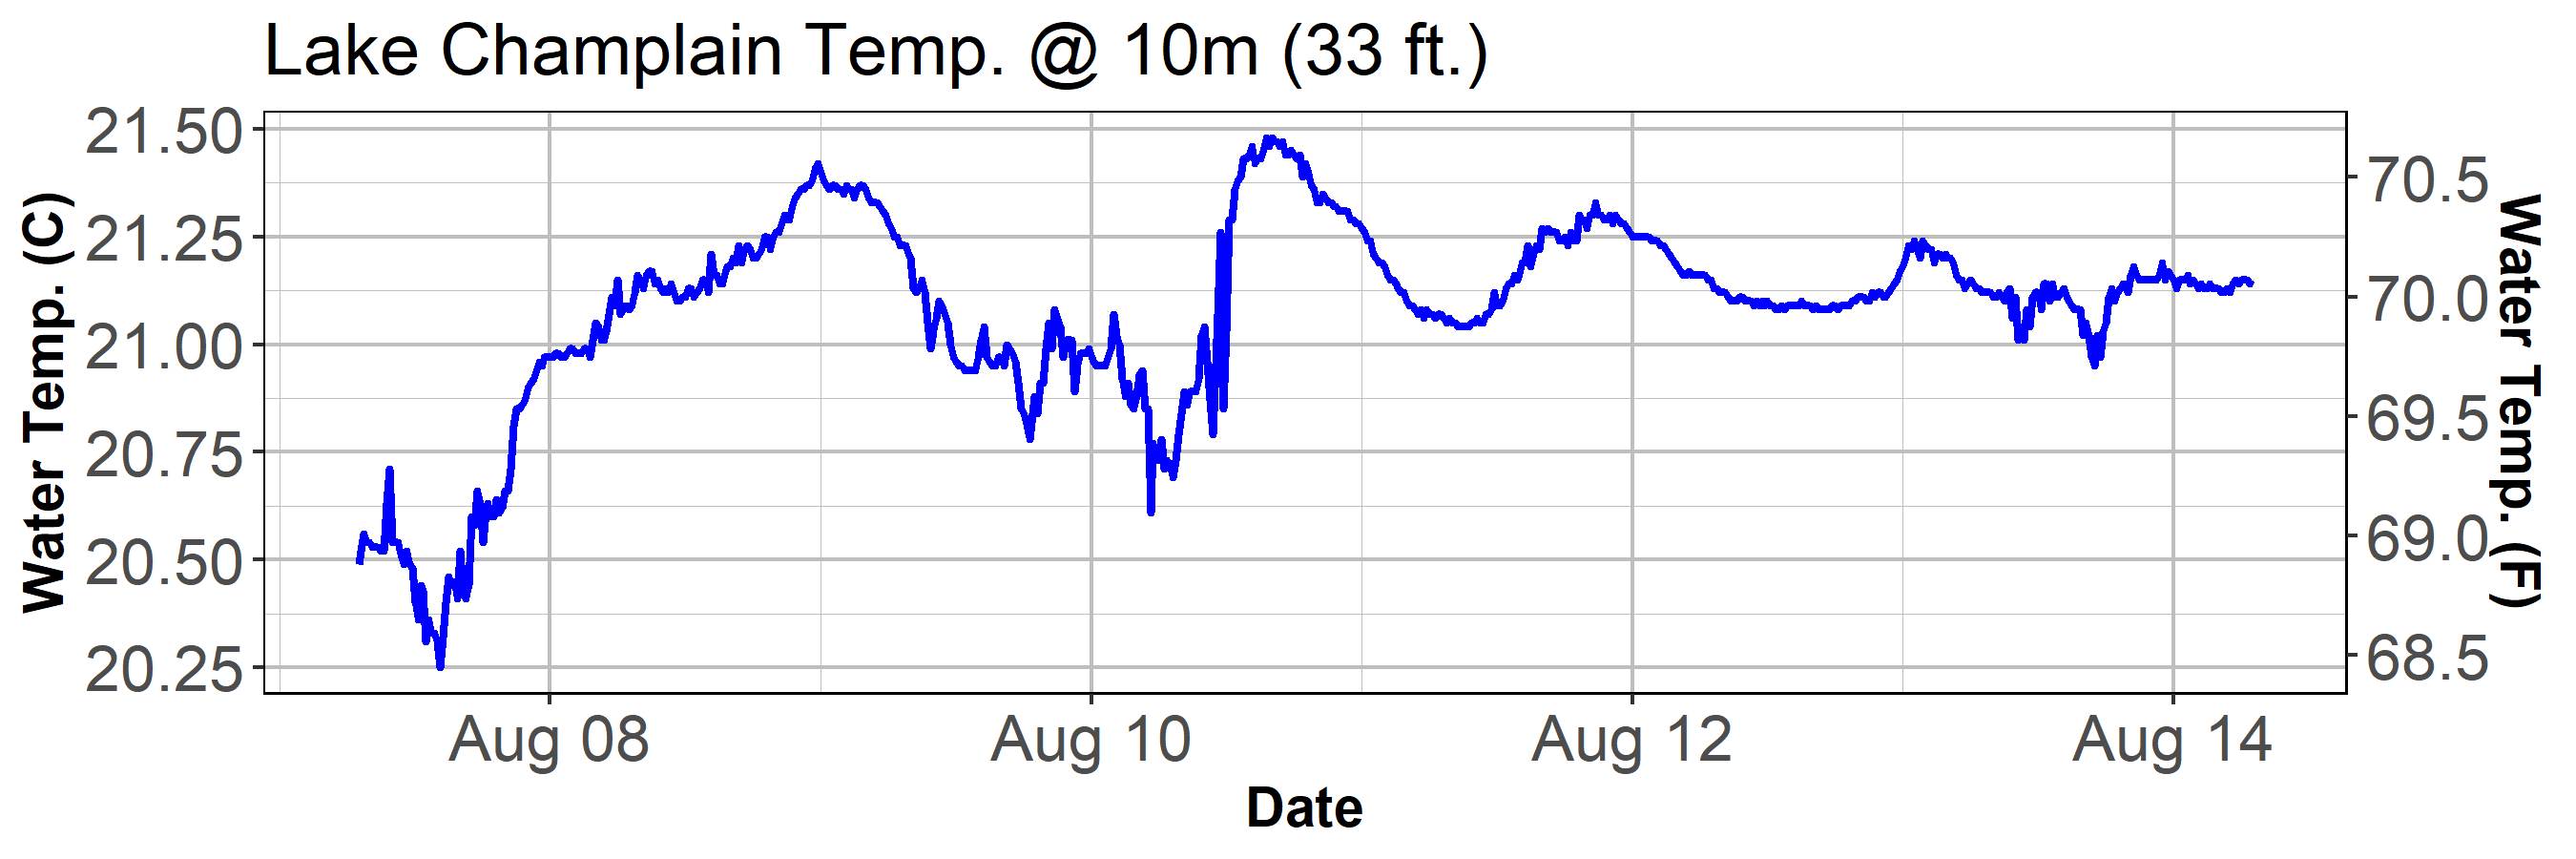 Lake Champlain Temp. @ 10m (33 ft.)
Water Temp. (C)
21.50
21.25
21.00
20.75
20.50
20.25
70.5
70.0
69.5
69.0
68.5
Water Temp. (F)
Aug 08 Aug 10 Aug 12 Aug 14
Date